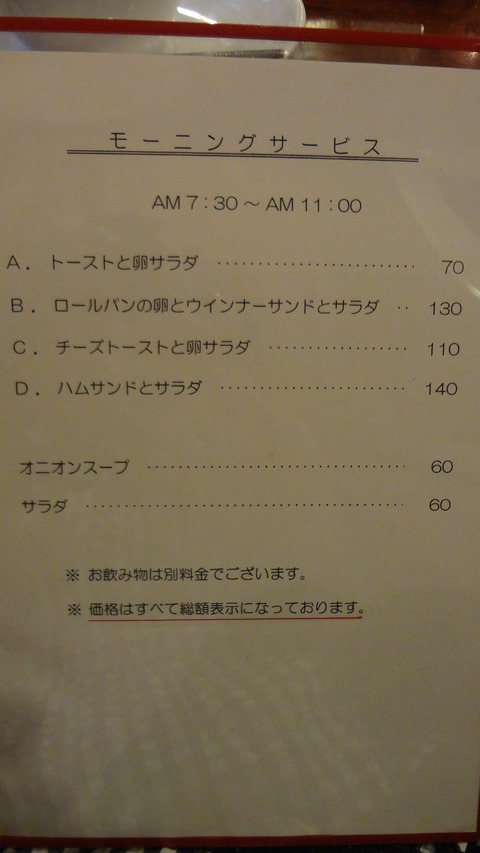 モーニングサービス
AM 7:30 ～ AM 11:00
A. トーストと卵サラダ ·························· 70
B. ロールパンの卵とウインナーサンドとサラダ ·· 130
C. チーズトーストと卵サラダ ·················· 110
D. ハムサンドとサラダ ························ 140
オニオンスープ ·································· 60
サラダ ·········································· 60
※ お飲み物は別料金でございます。
※ 価格はすべて総額表示になっております。